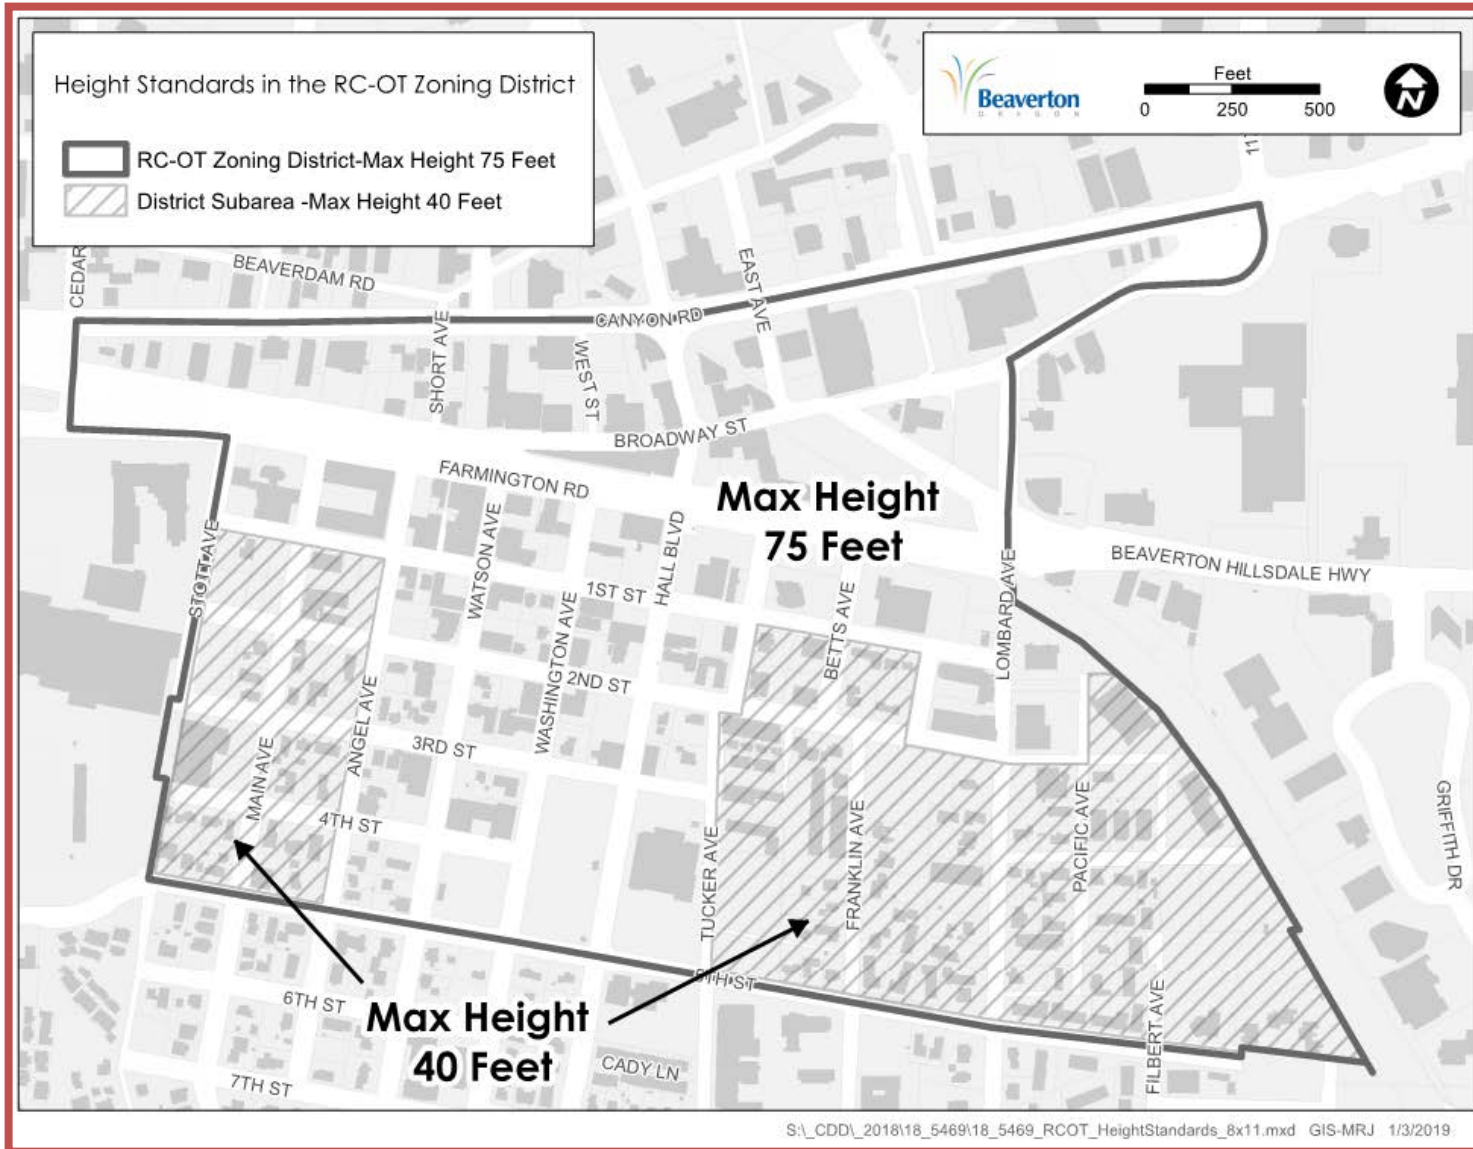 Height Standards in the RC-OT Zoning District
RC-OT Zoning District-Max Height 75 Feet
District Subarea -Max Height 40 Feet
Beaverton
OREGON
Feet
0 250 500
N
CEDAR
BEAVERDAM RD
SHORT AVE
CANYON RD
WEST ST
EAST AVE
BROADWAY ST
FARMINGTON RD
Max Height
75 Feet
STOTT AVE
WATSON AVE
WASHINGTON AVE
HALL BLVD
1ST ST
BETTS AVE
LOMBARD AVE
BEAVERTON HILLSDALE HWY
2ND ST
ANGEL AVE
3RD ST
MAIN AVE
4TH ST
TUCKER AVE
FRANKLIN AVE
PACIFIC AVE
GRIFFITH DR
5TH ST
6TH ST
Max Height
40 Feet
FILBERT AVE
CADY LN
7TH ST
S:\_CDD\_2018\18_5469\18_5469_RCOT_HeightStandards_8x11.mxd GIS-MRJ 1/3/2019